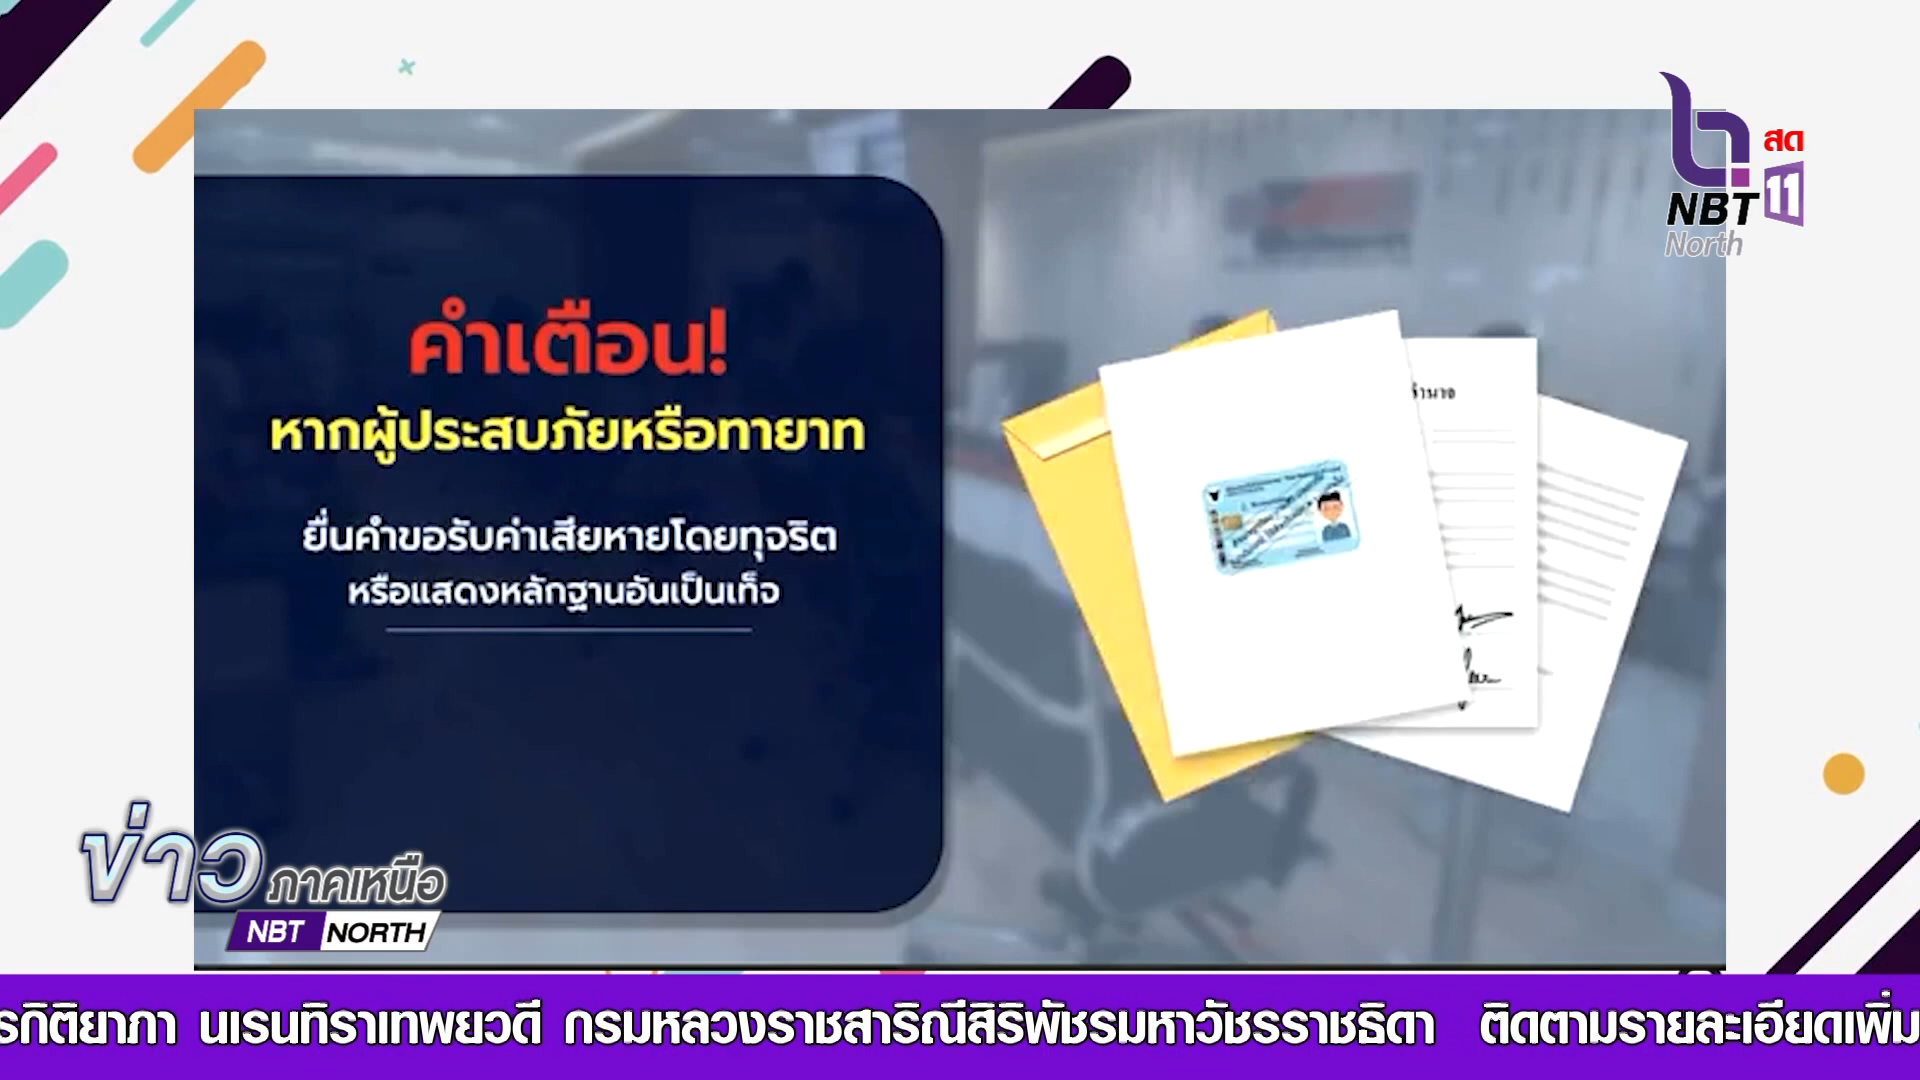 สด
NBT 11
North
คำเตือน!
หากผู้ประสบภัยหรือทายาท
ยื่นคำขอรับค่าเสียหายโดยทุจริต
หรือแสดงหลักฐานอันเป็นเท็จ
ข่าวภาคเหนือ
NBT NORTH
รกิติยาภา นเรนทิราเทพยวดี กรมหลวงราชสาริณีสิริพัชรมหาวัชรราชธิดา ติดตามรายละเอียดเพิ่ม